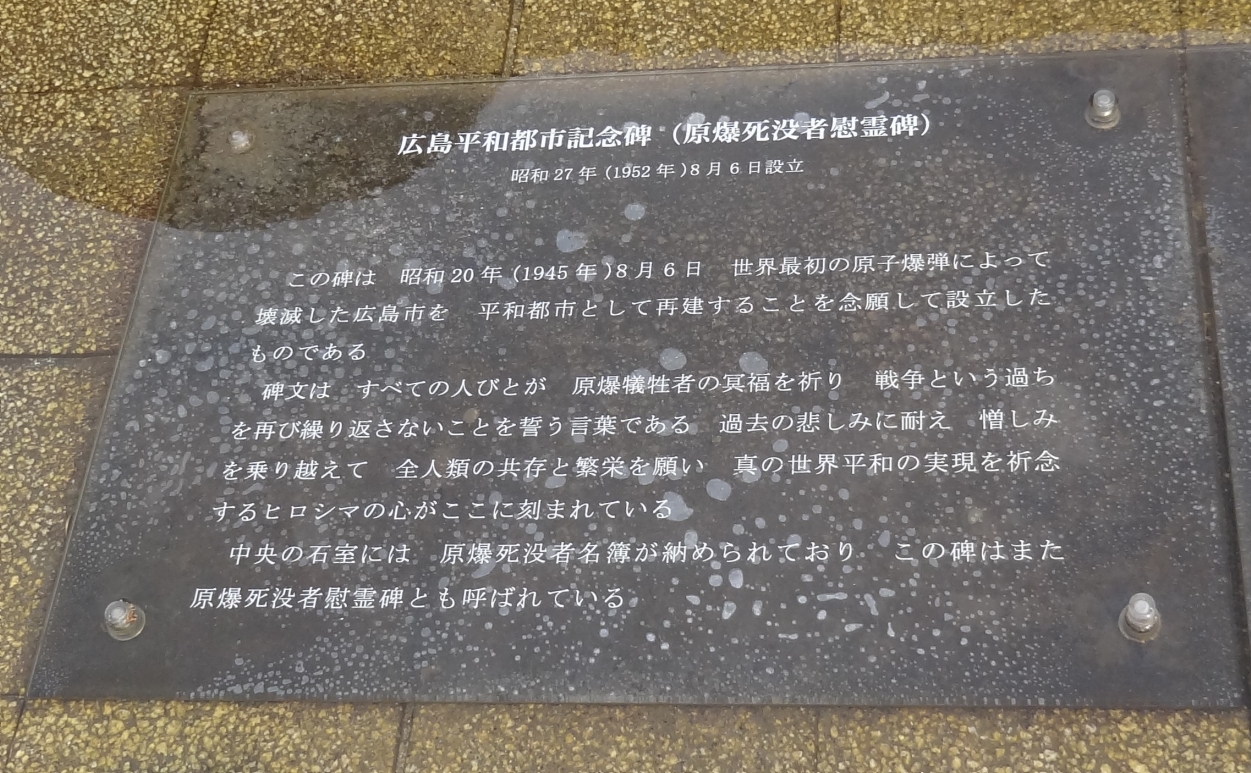 広島平和都市記念碑（原爆死没者慰霊碑）
昭和27年（1952年）8月6日設立
この碑は　昭和20年（1945年）8月6日　世界最初の原子爆弾によって
壊滅した広島市を　平和都市として再建することを念願して設立した
ものである
碑文は　すべての人びとが　原爆犠牲者の冥福を祈り　戦争という過ち
を再び繰り返さないことを誓う言葉である　過去の悲しみに耐え　憎しみ
を乗り越えて　全人類の共存と繁栄を願い　真の世界平和の実現を祈念
するヒロシマの心がここに刻まれている
中央の石室には　原爆死没者名簿が納められており　この碑はまた
原爆死没者慰霊碑とも呼ばれている